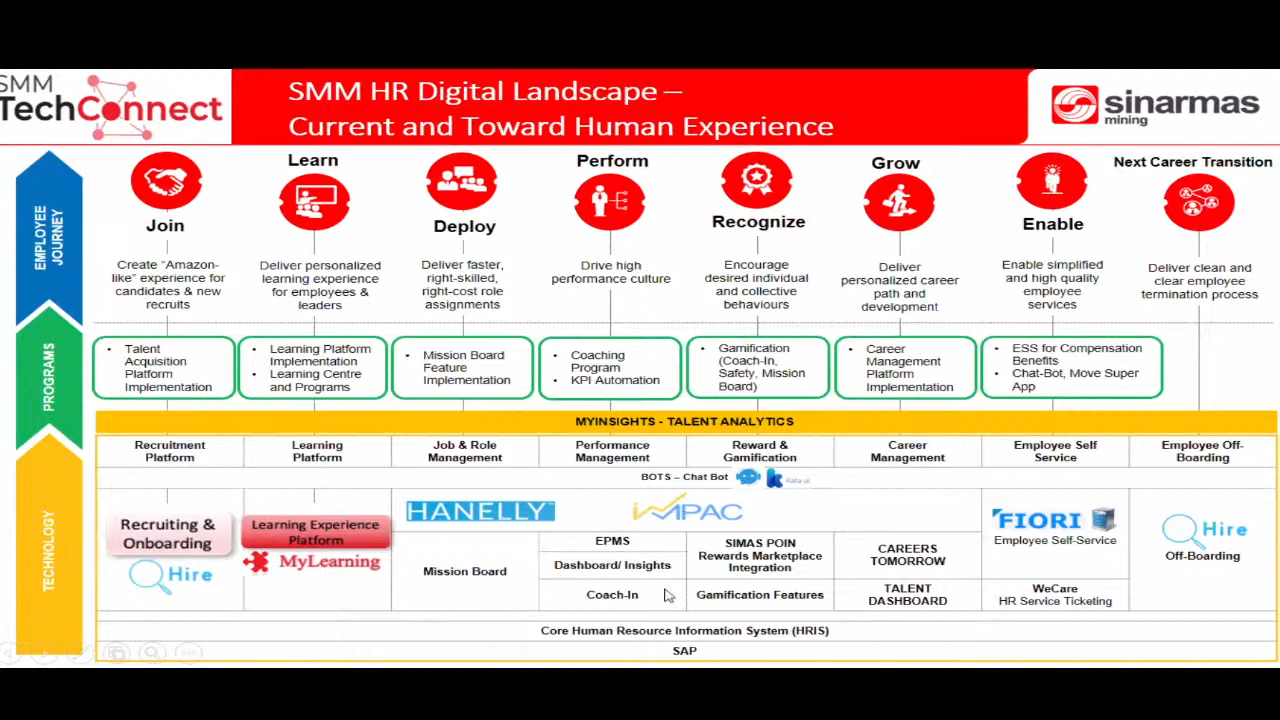 SMM
TechConnect
SMM HR Digital Landscape –
Current and Toward Human Experience
sinarmas
mining
EMPLOYEE
JOURNEY
Join
Learn
Deploy
Perform
Recognize
Grow
Enable
Next Career Transition
Create “Amazon-
like” experience for
candidates & new
recruits
Deliver personalized
learning experience
for employees &
leaders
Deliver faster,
right-skilled,
right-cost role
assignments
Drive high
performance culture
Encourage
desired individual
and collective
behaviours
Deliver
personalized career
path and
development
Enable simplified
and high quality
employee
services
Deliver clean and
clear employee
termination process
PROGRAMS
• Talent
Acquisition
Platform
Implementation
• Learning Platform
Implementation
• Learning Centre
and Programs
• Mission Board
Feature
Implementation
• Coaching
Program
• KPI Automation
• Gamification
(Coach-In,
Safety, Mission
Board)
• Career
Management
Platform
Implementation
• ESS for Compensation
Benefits
• Chat-Bot, Move Super
App
MYINSIGHTS - TALENT ANALYTICS
TECHNOLOGY
Recruitment
Platform
Learning
Platform
Job & Role
Management
Performance
Management
Reward &
Gamification
Career
Management
Employee Self
Service
Employee Off-
Boarding
BOTS – Chat Bot
Kata.ai
Recruiting &
Onboarding
Hire
Learning Experience
Platform
MyLearning
HANELLY
IMPAC
Mission Board
EPMS
Dashboard/ Insights
Coach-In
SIMAS POIN
Rewards Marketplace
Integration
Gamification Features
CAREERS
TOMORROW
TALENT
DASHBOARD
FIORI
Employee Self-Service
WeCare
HR Service Ticketing
Hire
Off-Boarding
Core Human Resource Information System (HRIS)
SAP